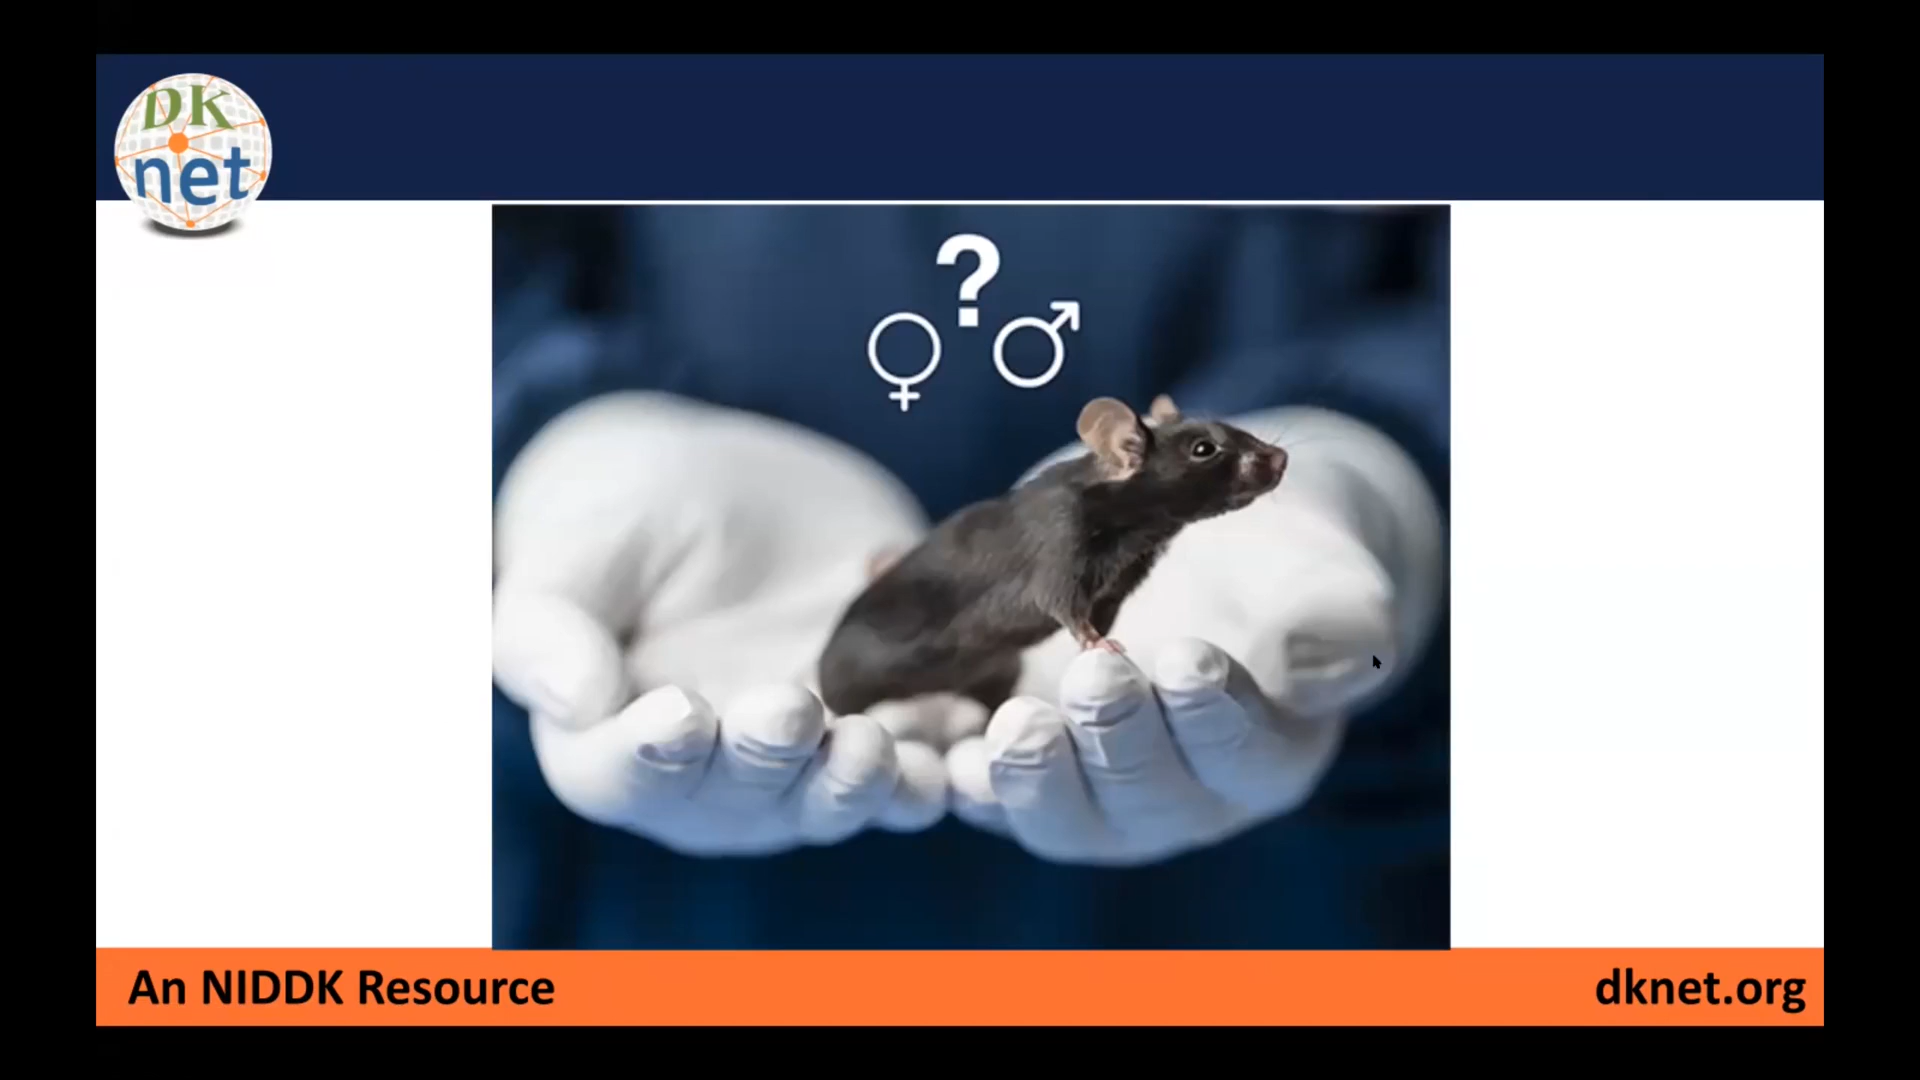 DK
net
?
♀ ♂
An NIDDK Resource
dknet.org